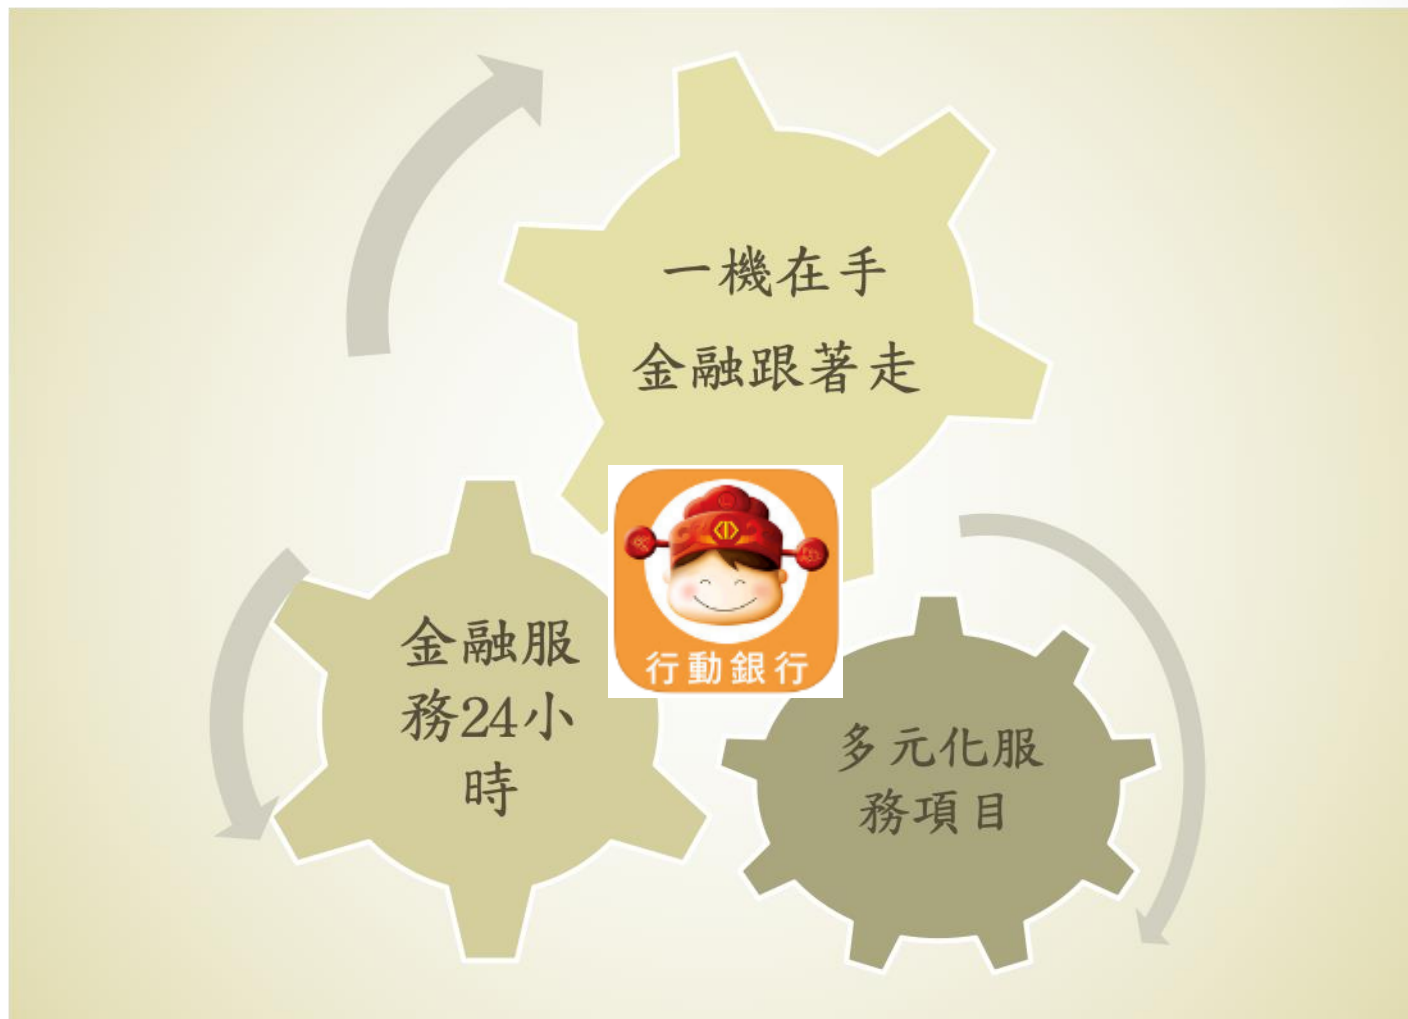 一機在手
金融跟著走
金融服
務24小
時
行動銀行
多元化服
務項目